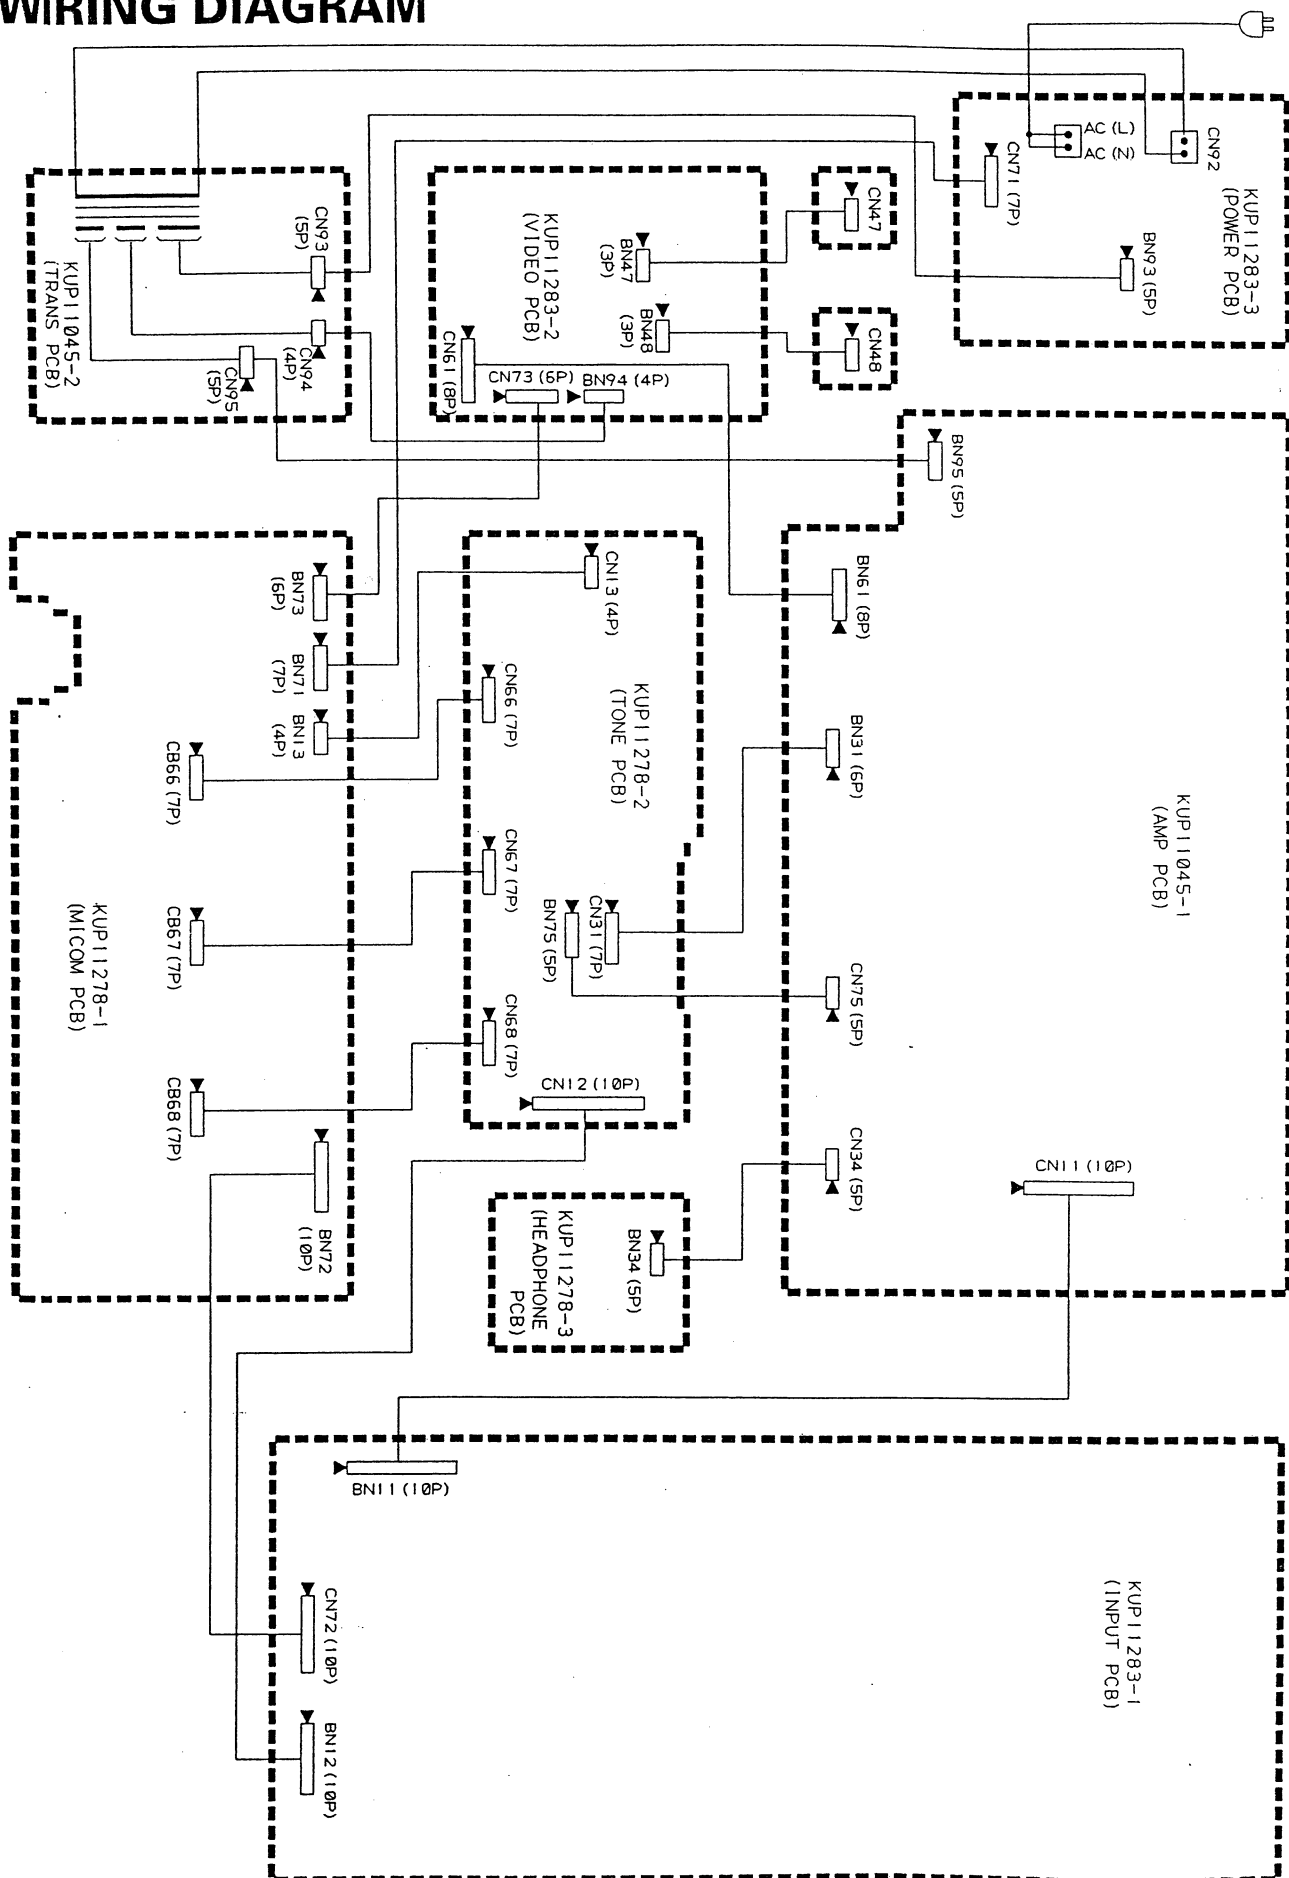 WIRING DIAGRAM
AC (L)
AC (N)
CN92
CN71 (7P)
KUP11283-3
(POWER PCB)
BN93 (5P)
CN93
(5P)
CN94
(4P)
CN95
(5P)
KUP11045-2
(TRANS PCB)
KUP11283-2
(VIDEO PCB)
BN47
(3P)
BN48
(3P)
CN61 (8P)
CN73 (6P)
BN94 (4P)
CN47
CN48
BN95 (5P)
BN61 (8P)
BN31 (6P)
KUP11045-1
(AMP PCB)
CN75 (5P)
CN34 (5P)
CN11 (10P)
BN73
(6P)
BN71
(7P)
BN13
(4P)
CB66 (7P)
CB67 (7P)
CB68 (7P)
KUP11278-1
(MICOM PCB)
BN72
(10P)
CN13 (4P)
CN66 (7P)
KUP11278-2
(TONE PCB)
CN67 (7P)
CN31 (7P)
BN75 (5P)
CN68 (7P)
CN12 (10P)
BN34 (5P)
KUP11278-3
(HEADPHONE
PCB)
BN11 (10P)
CN72 (10P)
BN12 (10P)
KUP11283-1
(INPUT PCB)